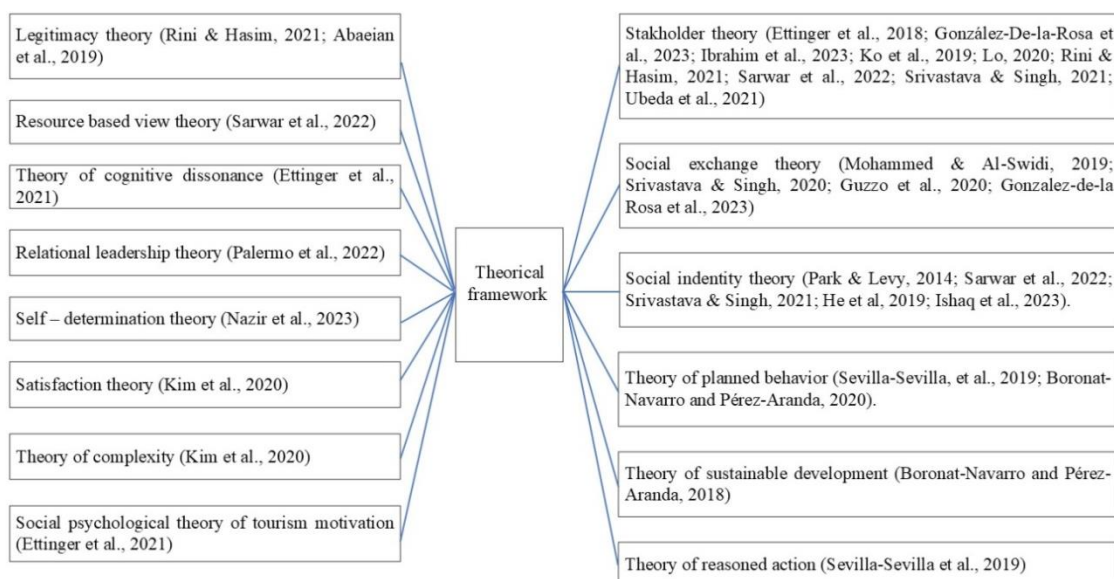 Legitimacy theory (Rini & Hasim, 2021; Abaeian
et al., 2019)
Resource based view theory (Sarwar et al., 2022)
Theory of cognitive dissonance (Ettinger et al.,
2021)
Relational leadership theory (Palermo et al., 2022)
Self – determination theory (Nazir et al., 2023)
Satisfaction theory (Kim et al., 2020)
Theory of complexity (Kim et al., 2020)
Social psychological theory of tourism motivation
(Ettinger et al., 2021)
Theorical
framework
Stakholder theory (Ettinger et al., 2018; González-De-la-Rosa et
al., 2023; Ibrahim et al., 2023; Ko et al., 2019; Lo, 2020; Rini &
Hasim, 2021; Sarwar et al., 2022; Srivastava & Singh, 2021;
Ubeda et al., 2021)
Social exchange theory (Mohammed & Al-Swidi, 2019;
Srivastava & Singh, 2020; Guzzo et al., 2020; Gonzalez-de-la
Rosa et al., 2023)
Social indentity theory (Park & Levy, 2014; Sarwar et al., 2022;
Srivastava & Singh, 2021; He et al, 2019; Ishaq et al., 2023).
Theory of planned behavior (Sevilla-Sevilla, et al., 2019; Boronat-
Navarro and Pérez-Aranda, 2020).
Theory of sustainable development (Boronat-Navarro and Pérez-
Aranda, 2018)
Theory of reasoned action (Sevilla-Sevilla et al., 2019)